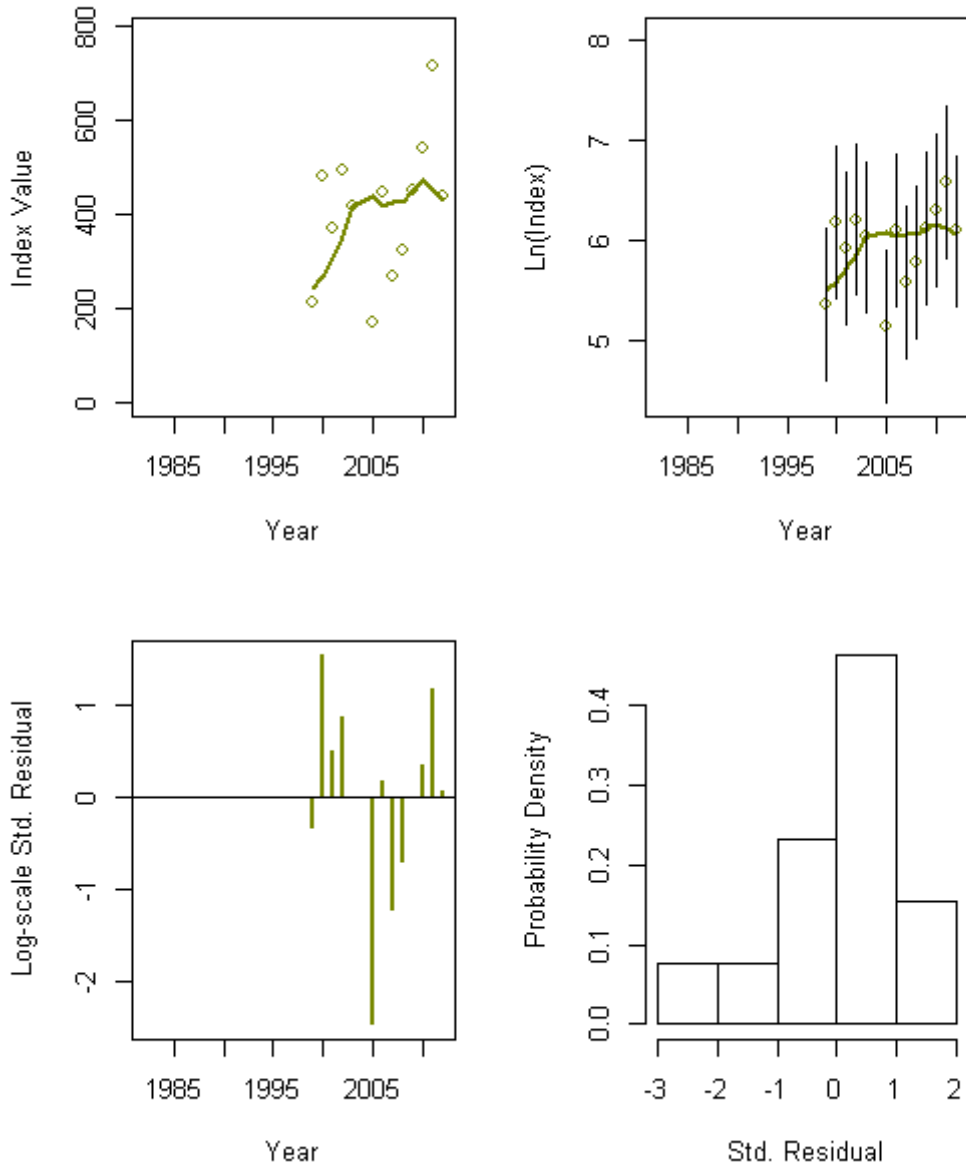 Index Value
800
600
400
200
0
1985 1995 2005
Year
Ln(Index)
8
7
6
5
1985 1995 2005
Year
Log-scale Std. Residual
1
0
-1
-2
1985 1995 2005
Year
Probability Density
0.4
0.3
0.2
0.1
0.0
-3 -2 -1 0 1 2
Std. Residual